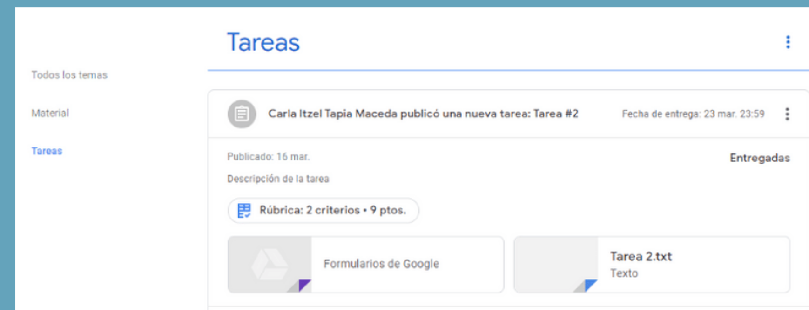 Tareas
Todos los temas
Material
Tareas
Carla Itzel Tapia Maceda publicó una nueva tarea: Tarea #2
Fecha de entrega: 23 mar. 23:59
Publicado: 16 mar.
Entregadas
Descripción de la tarea
Rúbrica: 2 criterios • 9 ptos.
Formularios de Google
Tarea 2.txt
Texto